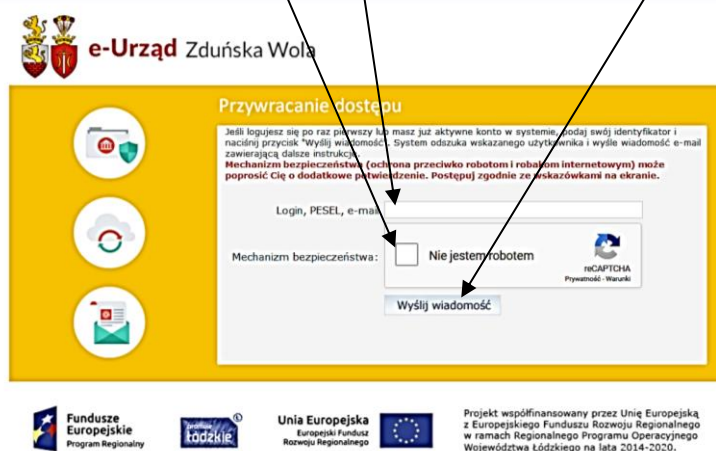 e-Urząd Zduńska Wola
Przywracanie dostępu
Jeśli logujesz się po raz pierwszy lub masz już aktywne konto w systemie, podaj swój identyfikator i
naciśnij przycisk "Wyślij wiadomość". System odszuka wskazanego użytkownika i wyśle wiadomość e-mail
zawierającą dalsze instrukcje.
Mechanizm bezpieczeństwa (ochrona przeciwko robotom i robakom internetowym) może
poprosić Cię o dodatkowe potwierdzenie. Postępuj zgodnie ze wskazówkami na ekranie.
Login, PESEL, e-mail
Mechanizm bezpieczeństwa:
Nie jestem robotem
reCAPTCHA
Prywatność - Warunki
Wyślij wiadomość
Fundusze
Europejskie
Program Regionalny
łódzkie
Unia Europejska
Europejski Fundusz
Rozwoju Regionalnego
Projekt współfinansowany przez Unię Europejską
z Europejskiego Funduszu Rozwoju Regionalnego
w ramach Regionalnego Programu Operacyjnego
Województwa Łódzkiego na lata 2014-2020.